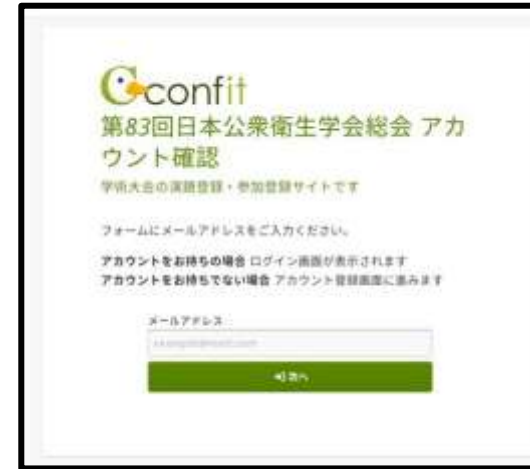 confit
第83回日本公衆衛生学会総会 アカ
ウント確認
学術大会の演題登録・参加登録サイトです
フォームにメールアドレスをご入力ください。
アカウントをお持ちの場合 ログイン画面が表示されます
アカウントをお持ちでない場合 アカウント登録画面に進みます
メールアドレス
次へ